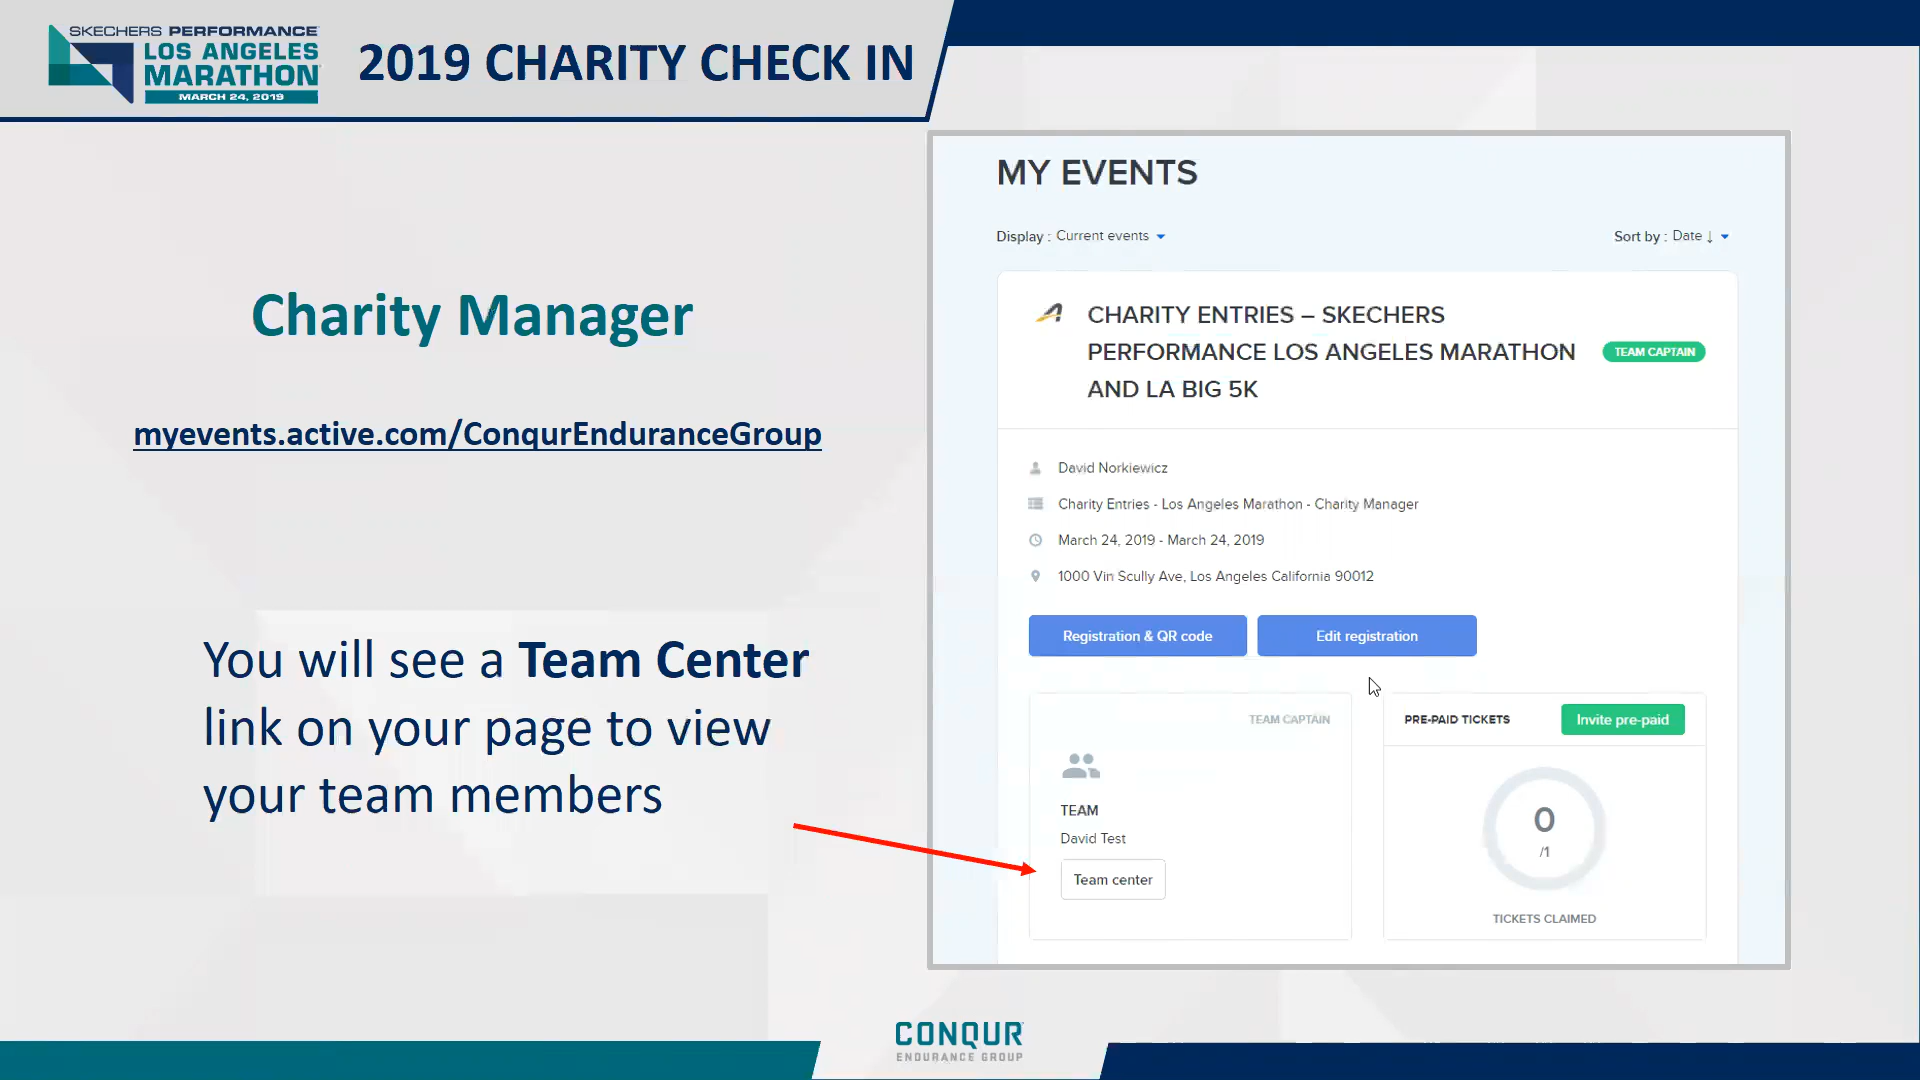 SKECHERS PERFORMANCE
LOS ANGELES
MARATHON
MARCH 24, 2019
2019 CHARITY CHECK IN
Charity Manager
myevents.active.com/ConqurEnduranceGroup
You will see a Team Center
link on your page to view
your team members
MY EVENTS
Display : Current events
Sort by : Date ↓
CHARITY ENTRIES – SKECHERS
PERFORMANCE LOS ANGELES MARATHON
AND LA BIG 5K
TEAM CAPTAIN
David Norkiewicz
Charity Entries - Los Angeles Marathon - Charity Manager
March 24, 2019 - March 24, 2019
1000 Vin Scully Ave, Los Angeles California 90012
Registration & QR code
Edit registration
TEAM CAPTAIN
TEAM
David Test
Team center
PRE-PAID TICKETS
Invite pre-paid
0
/1
TICKETS CLAIMED
CONQUR
ENDURANCE GROUP